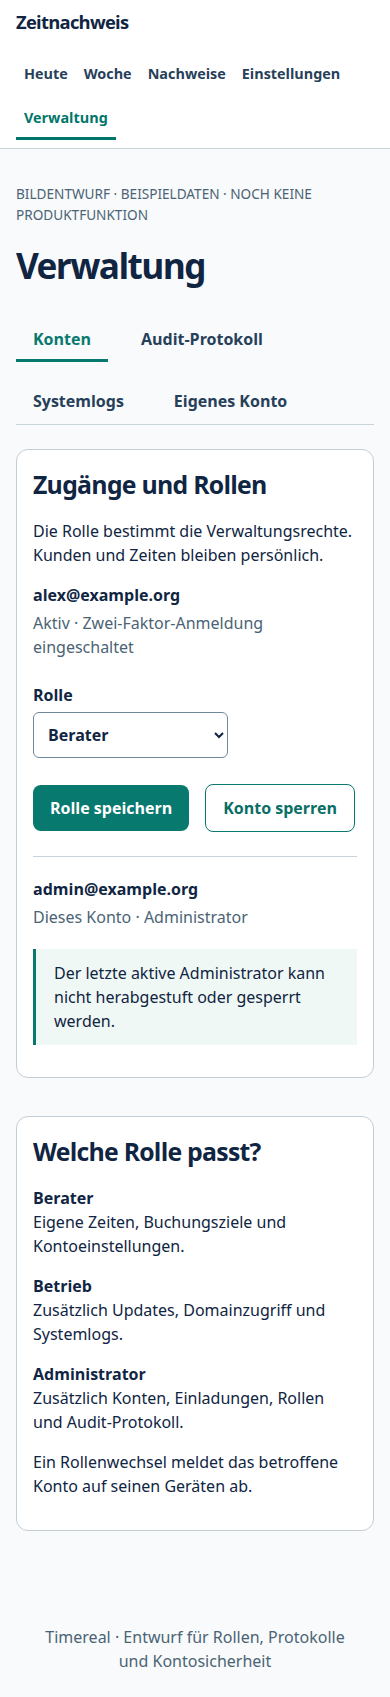 Zeitnachweis
Heute Woche Nachweise Einstellungen
Verwaltung
BILDENTWURF · BEISPIELDATEN · NOCH KEINE
PRODUKTFUNKTION
Verwaltung
Konten Audit-Protokoll
Systemlogs Eigenes Konto
Zugänge und Rollen
Die Rolle bestimmt die Verwaltungsrechte.
Kunden und Zeiten bleiben persönlich.
alex@example.org
Aktiv · Zwei-Faktor-Anmeldung
eingeschaltet
Rolle
Berater
Rolle speichern Konto sperren
admin@example.org
Dieses Konto · Administrator
Der letzte aktive Administrator kann
nicht herabgestuft oder gesperrt
werden.
Welche Rolle passt?
Berater
Eigene Zeiten, Buchungsziele und
Kontoeinstellungen.
Betrieb
Zusätzlich Updates, Domainzugriff und
Systemlogs.
Administrator
Zusätzlich Konten, Einladungen, Rollen
und Audit-Protokoll.
Ein Rollenwechsel meldet das betroffene
Konto auf seinen Geräten ab.
Timereal · Entwurf für Rollen, Protokolle
und Kontosicherheit